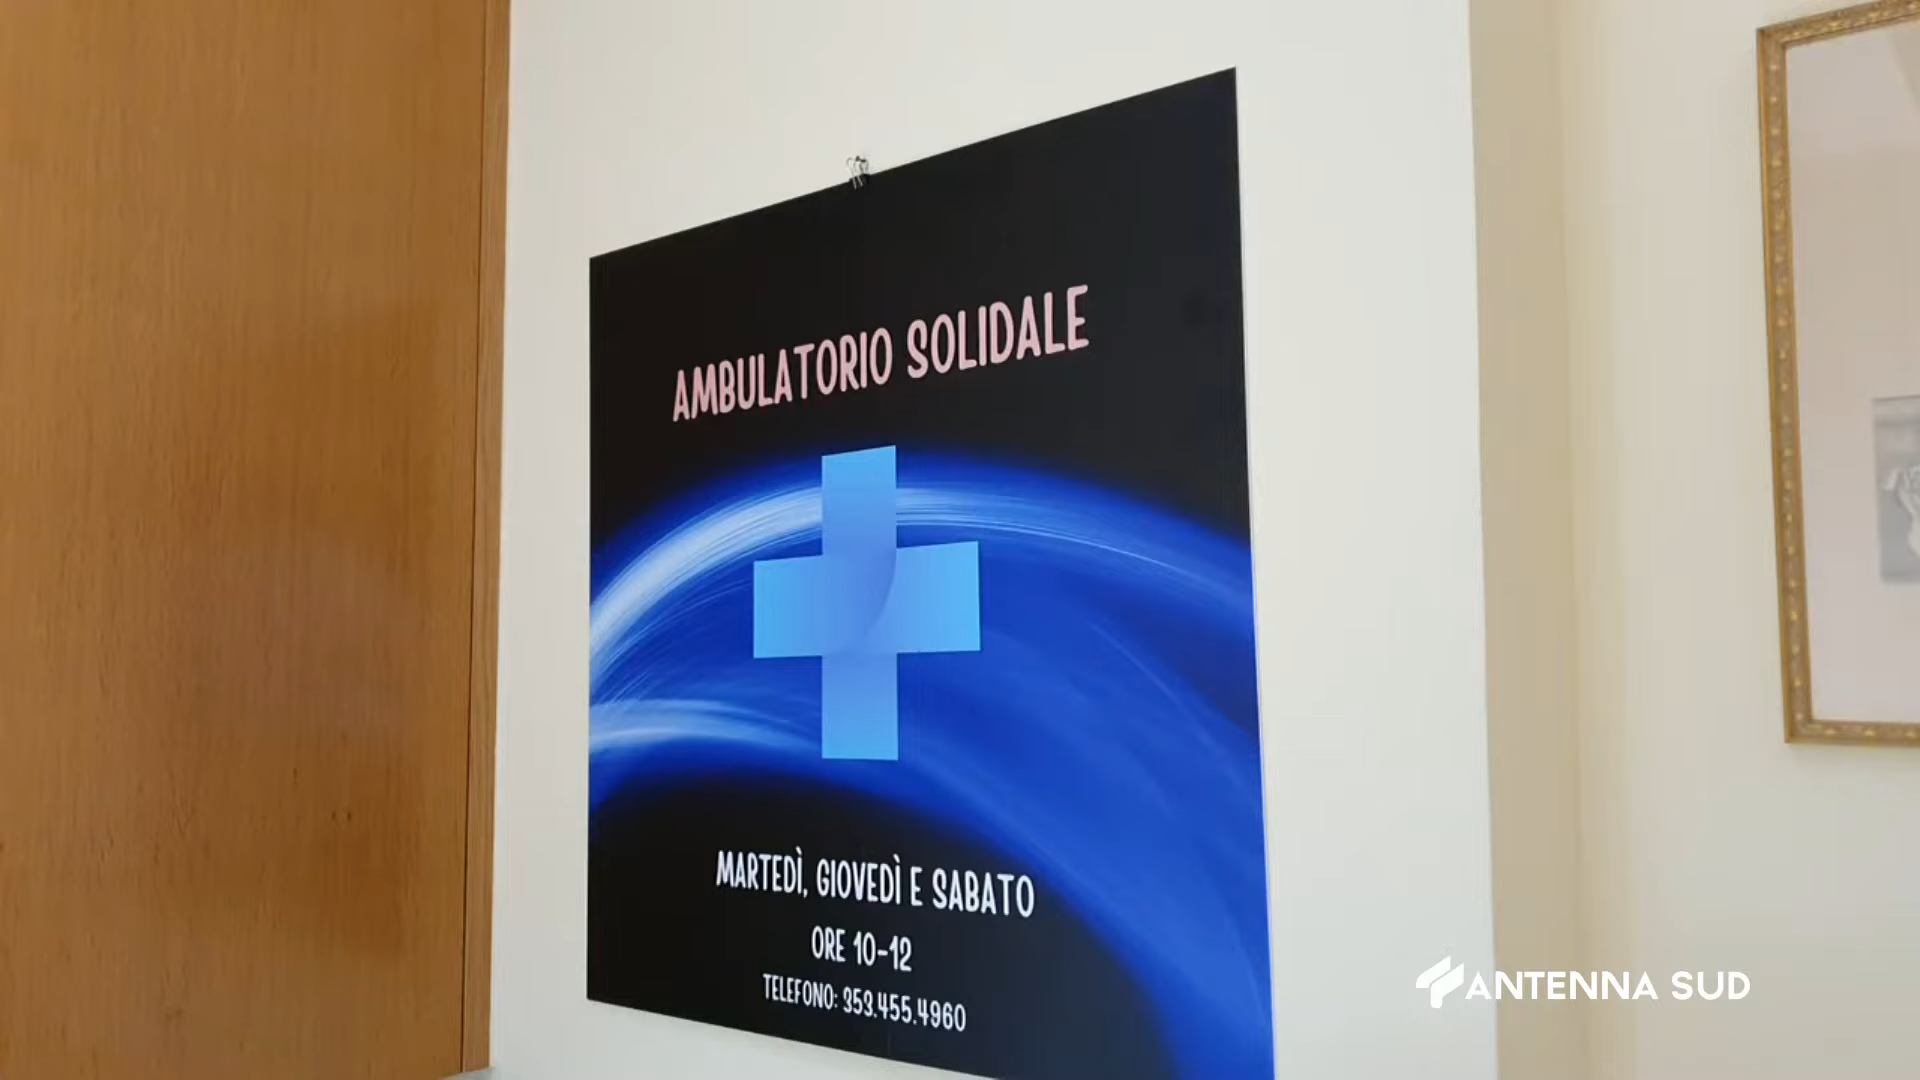 AMBULATORIO SOLIDALE
MARTEDÌ, GIOVEDÌ E SABATO
ORE 10-12
TELEFONO: 353.455.4960
ANTENNA SUD